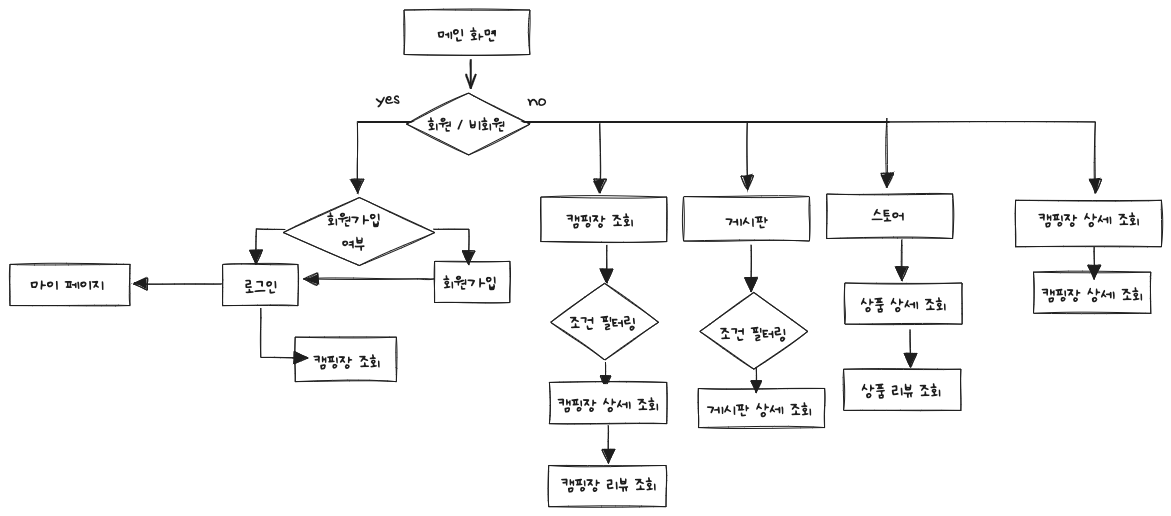 메인 화면
yes
no
회원 / 비회원
회원가입
여부
캠핑장 조회
게시판
스토어
캠핑장 상세 조회
마이 페이지
로그인
회원가입
캠핑장 상세 조회
조건 필터링
조건 필터링
상품 상세 조회
캠핑장 조회
캠핑장 상세 조회
게시판 상세 조회
상품 리뷰 조회
캠핑장 리뷰 조회